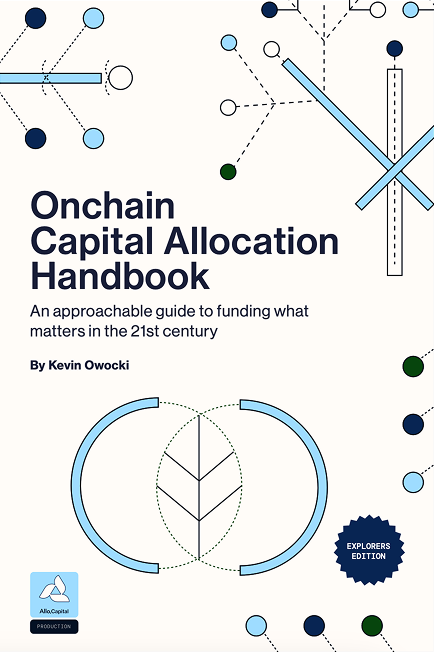 Onchain
Capital Allocation
Handbook
An approachable guide to funding what
matters in the 21st century
By Kevin Owocki
EXPLORERS
EDITION
Allo.Capital
PRODUCTION